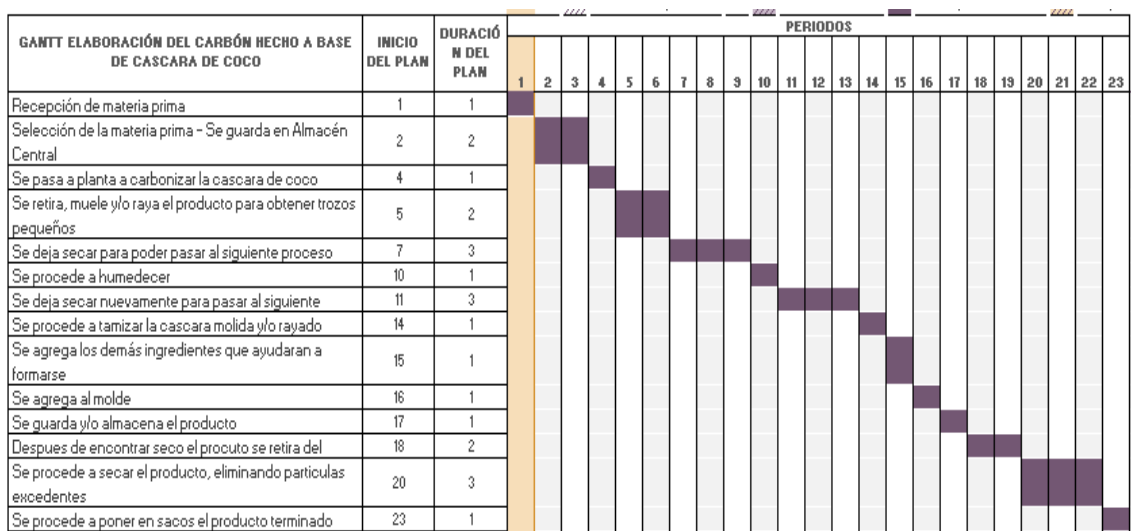 PERIODOS
GANTT ELABORACIÓN DEL CARBÓN HECHO A BASE
DE CASCARA DE COCO
INICIO
DEL PLAN
DURACIÓ
N DEL
PLAN
1 2 3 4 5 6 7 8 9 10 11 12 13 14 15 16 17 18 19 20 21 22 23
Recepción de materia prima 1 1
Selección de la materia prima - Se guarda en Almacén
Central 2 2
Se pasa a planta a carbonizar la cascara de coco 4 1
Se retira, muele y/o raya el producto para obtener trozos
pequeños 5 2
Se deja secar para poder pasar al siguiente proceso 7 3
Se procede a humedecer 10 1
Se deja secar nuevamente para pasar al siguiente 11 3
Se procede a tamizar la cascara molida y/o rayado 14 1
Se agrega los demás ingredientes que ayudaran a
formarse 15 1
Se agrega al molde 16 1
Se guarda y/o almacena el producto 17 1
Despues de encontrar seco el procuto se retira del 18 2
Se procede a secar el producto, eliminando particulas
excedentes 20 3
Se procede a poner en sacos el producto terminado 23 1